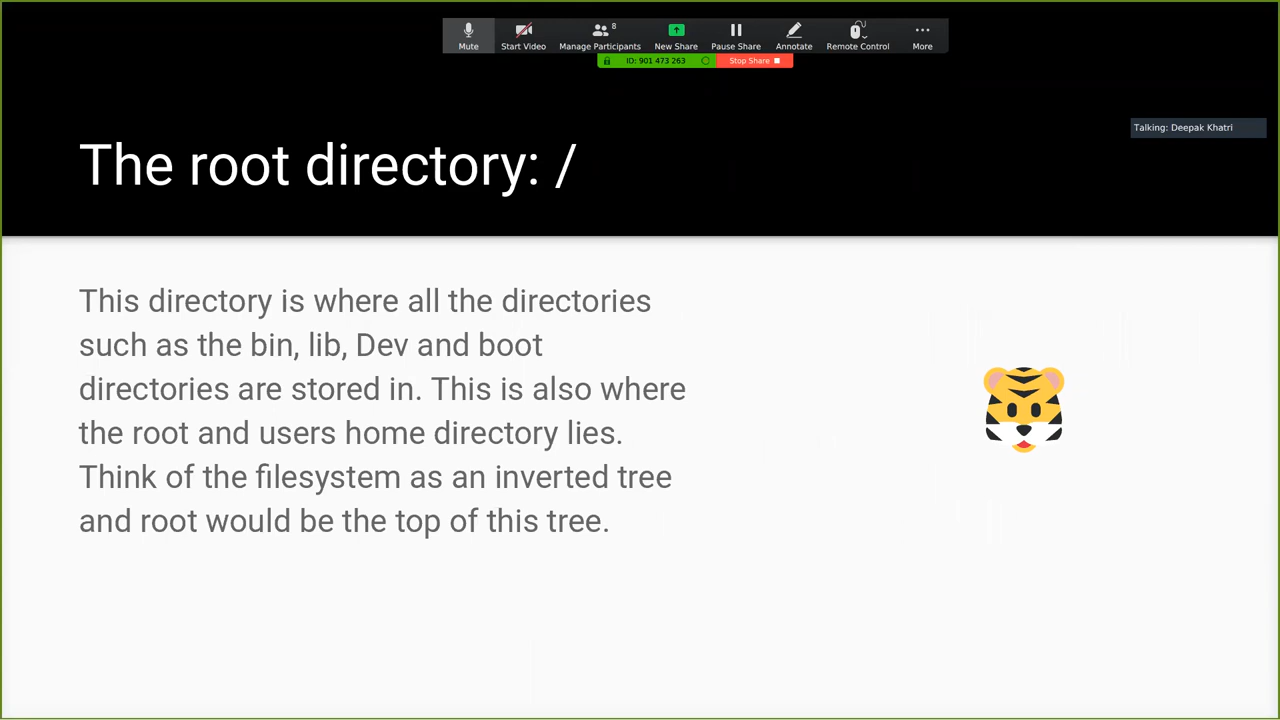 8
Mute
Start Video
Manage Participants
New Share
Pause Share
Annotate
Remote Control
More
ID: 901 473 263
Stop Share
Talking: Deepak Khatri
The root directory: /
This directory is where all the directories
such as the bin, lib, Dev and boot
directories are stored in. This is also where
the root and users home directory lies.
Think of the filesystem as an inverted tree
and root would be the top of this tree.